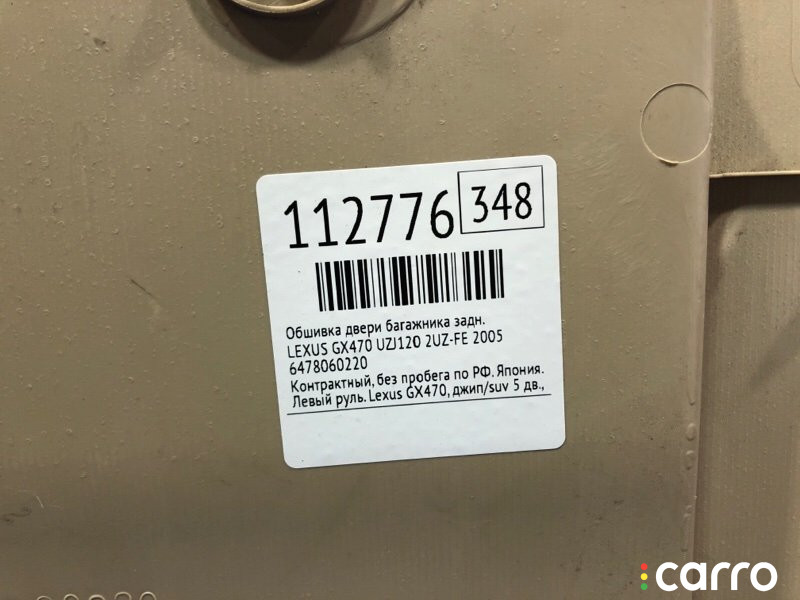 112776 348
Обшивка двери багажника задн.
LEXUS GX470 UZJ120 2UZ-FE 2005
6478060220
Контрактный, без пробега по РФ. Япония.
Левый руль. Lexus GX470, джип/suv 5 дв.,
carro